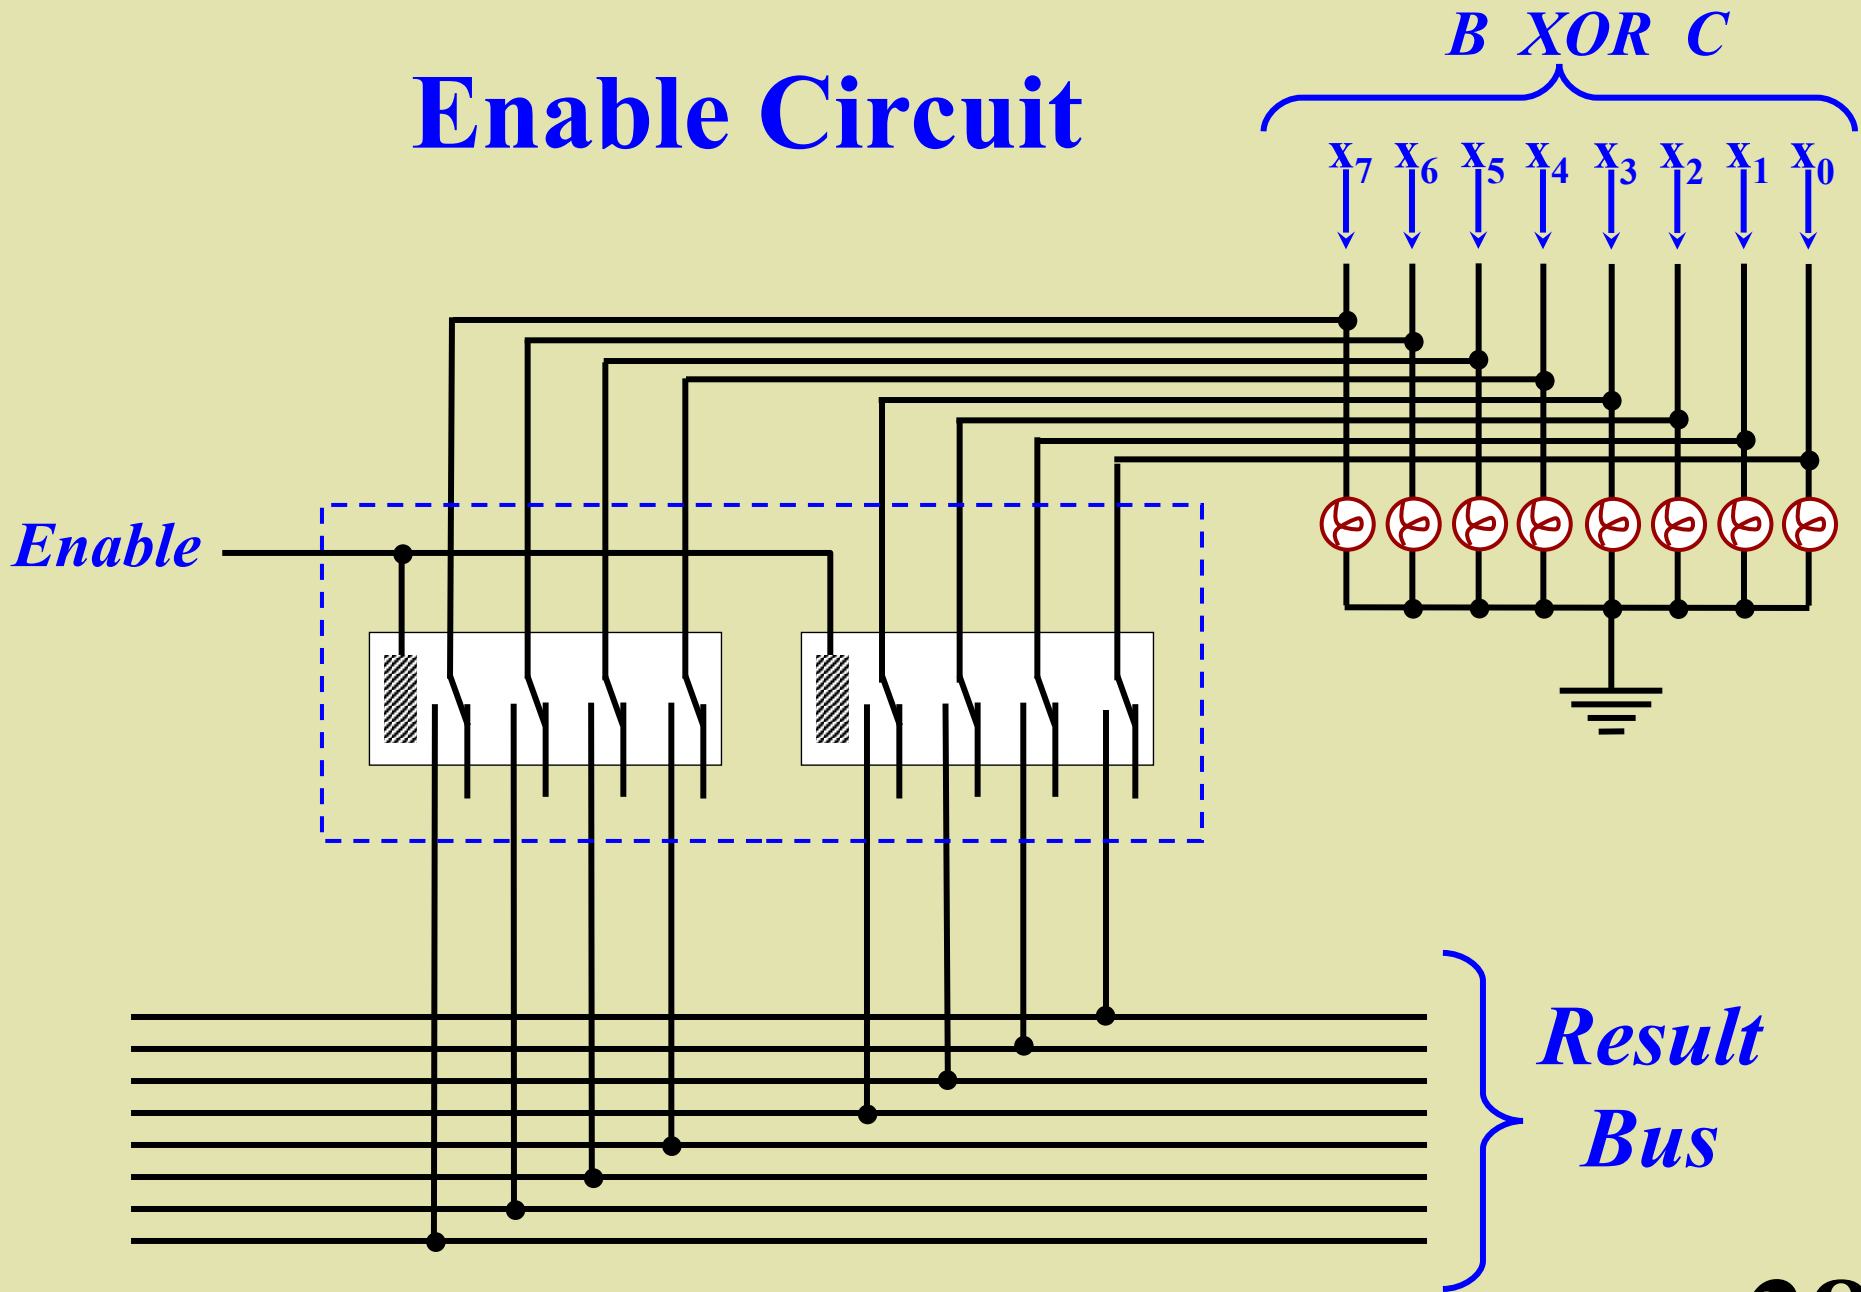 B XOR C
Enable Circuit
x7 x6 x5 x4 x3 x2 x1 x0
Enable
Result
Bus